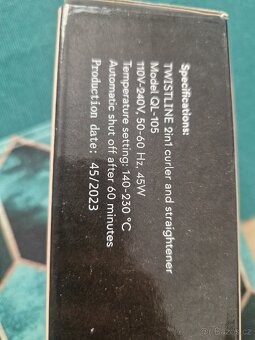 Specifications:
TWISTLINE 2in1 curler and straightener
Model QL-105
110V-240V, 50-60 Hz, 45W
Temperature setting: 140-230 °C
Automatic shut off after 60 minutes
Production date: 45/2023